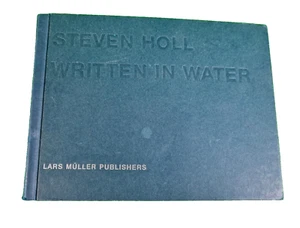 STEVEN HOLL
WRITTEN IN WATER
LARS MÜLLER PUBLISHERS